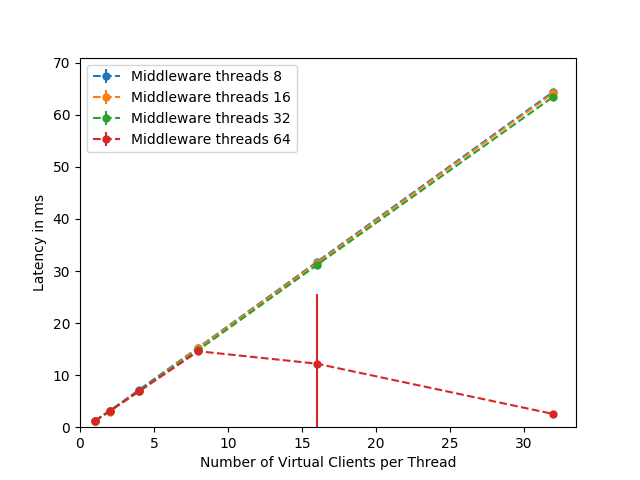 Middleware threads 8
Middleware threads 16
Middleware threads 32
Middleware threads 64
70
60
50
40
30
20
10
0
Latency in ms
0 5 10 15 20 25 30
Number of Virtual Clients per Thread